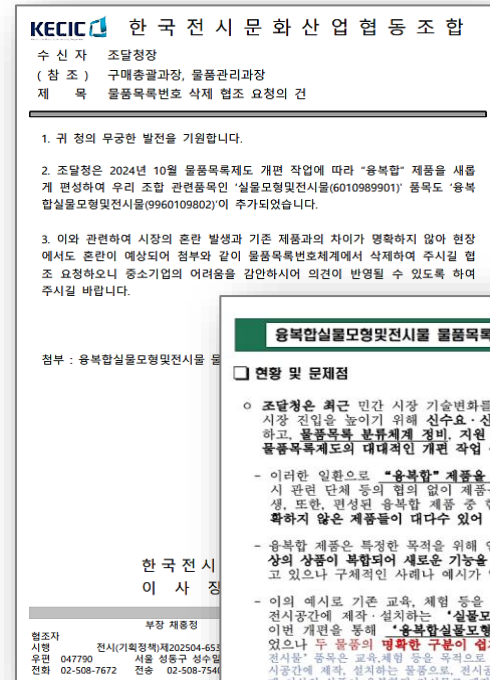 KECIC 한국전시문화산업협동조합
수 신 자 조달청장
( 참 조 ) 구매총괄과장, 물품관리과장
제 목 물품목록번호 삭제 협조 요청의 건
1. 귀 청의 무궁한 발전을 기원합니다.
2. 조달청은 2024년 10월 물품목록제도 개편 작업에 따라 “융복합” 제품을 새롭
게 편성하여 우리 조합 관련품목인 ‘실물모형및전시물(6010989901)’ 품목도 ‘융복
합실물모형및전시물(9960109802)’이 추가되었습니다.
3. 이와 관련하여 시장의 혼란 발생과 기존 제품과의 차이가 명확하지 않아 현장
에서도 혼란이 예상되어 첨부와 같이 물품목록번호체계에서 삭제하여 주시길 협
조 요청하오니 중소기업의 어려움을 감안하시어 의견이 반영될 수 있도록 하여
주시길 바랍니다.
첨부 : 융복합실물모형및전시물 물
한국전시
이 사 장
부장 채홍정
협조자
시행 전시(기획정책)제202504-653
우편 047790 서울 성동구 성수일
전화 02-508-7672 전송 02-508-7540
융복합실물모형및전시물 물품목록
❏ 현황 및 문제점
○ 조달청은 최근 민간 시장 기술변화를
시장 진입을 높이기 위해 신수요·신
하고, 물품목록 분류체계 정비, 지원
물품목록제도의 대대적인 개편 작업
- 이러한 일환으로 “융복합” 제품을
시 관련 단체 등의 협의 없이 제품
생, 또한, 편성된 융복합 제품 중
확하지 않은 제품들이 대다수 있어
- 융복합 제품은 특정한 목적을 위해
상의 상품이 복합되어 새로운 기능을
고 있으나 구체적인 사례나 예시가
- 이의 예시로 기존 교육, 체험 등을
전시공간에 제작·설치하는 ‘실물모
이번 개편을 통해 ‘융복합실물모형
었으나 두 물품의 명확한 구분이 쉽
전시물’ 품목은 교육,체험 등을 목적으로
시공간에 제작, 설치하는 물품으로, 전시공